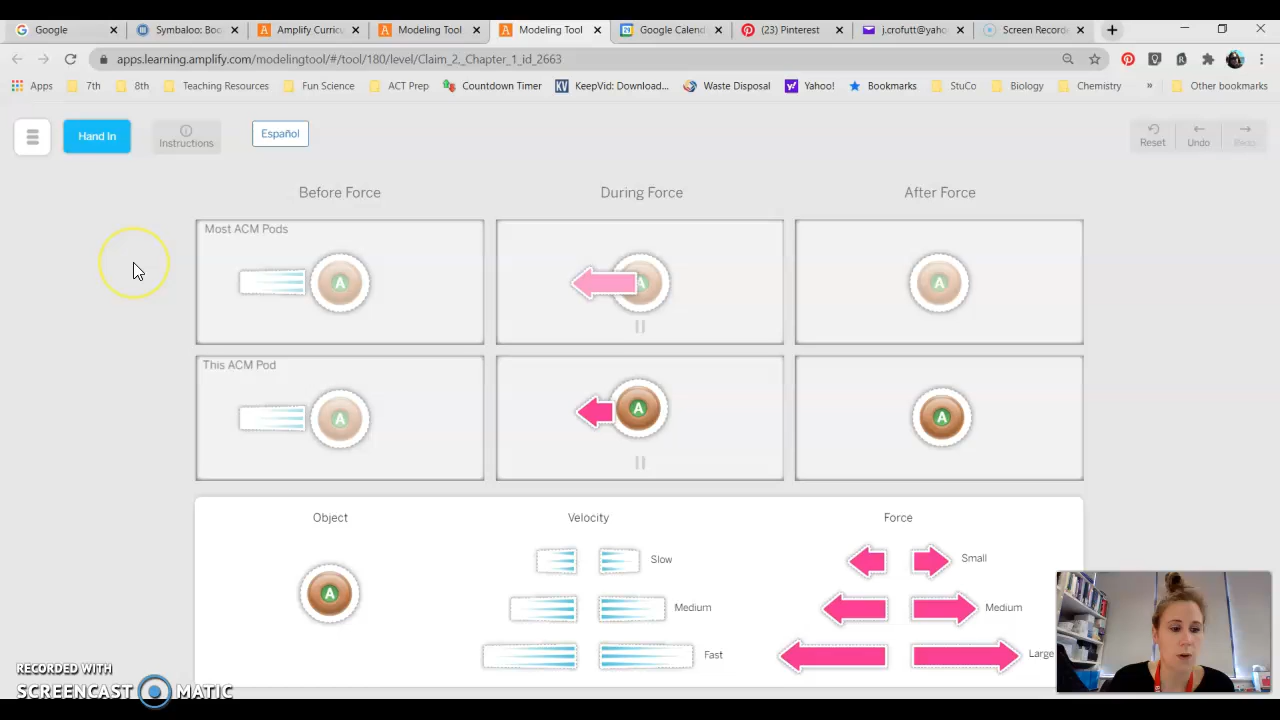 Google
Symbaloo: Boo
Amplify Curricu
Modeling Tool
Modeling Tool
Google Calend
(23) Pinterest
j.crofutt@yaho
Screen Record
apps.learning.amplify.com/modelingtool/#/tool/180/level/Claim_2,_Chapter_1_id_2663
Apps
7th
8th
Teaching Resources
Fun Science
ACT Prep
Countdown Timer
KeepVid: Download...
Waste Disposal
Yahoo!
Bookmarks
StuCo
Biology
Chemistry
»
Other bookmarks
Hand In
Instructions
Español
Reset
Undo
Redo
Before Force
During Force
After Force
Most ACM Pods
A
A
A
This ACM Pod
A
A
A
Object
Velocity
Force
A
Slow
Small
Medium
Medium
Fast
Large
RECORDED WITH
SCREENCAST MATIC